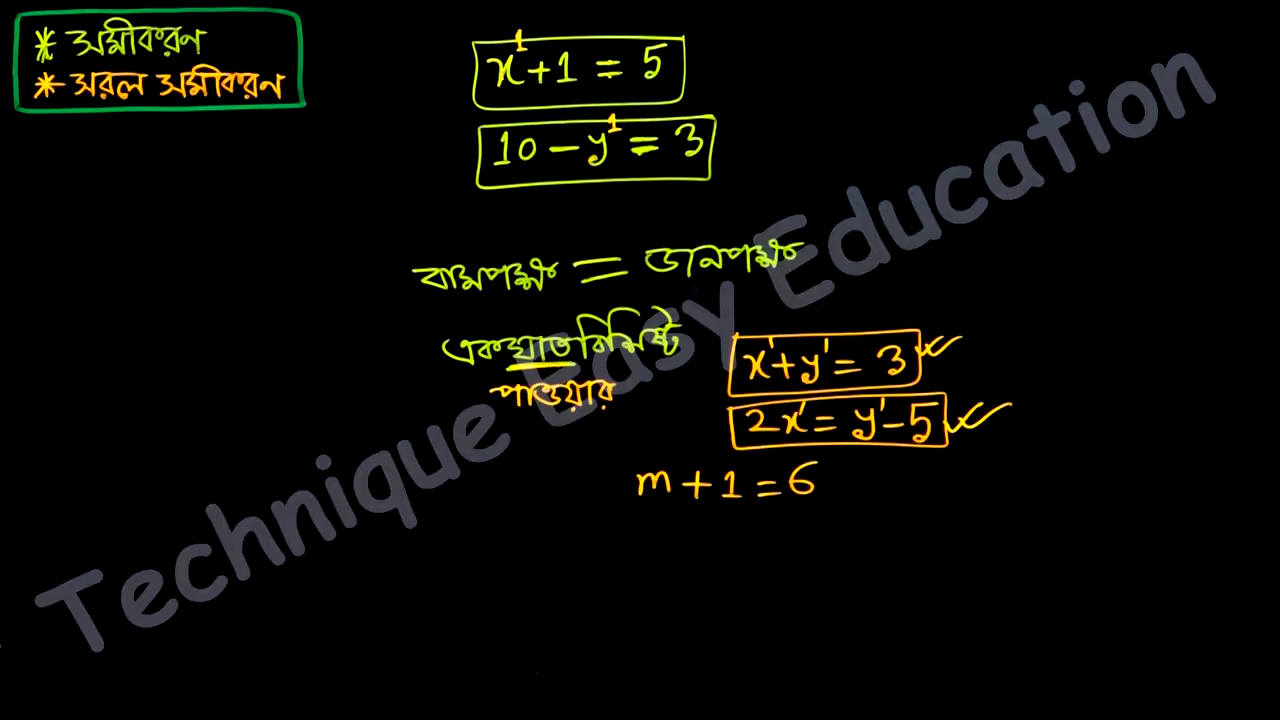 * সমীকরণ
* সরল সমীকরণ
x¹+1 = 5
10-y¹ = 3
বামপক্ষ = ডানপক্ষ
একঘাতবিশিষ্ট
পাওয়ার
x¹+y¹ = 3
2x¹ = y¹-5
m+1=6
Technique Easy Education